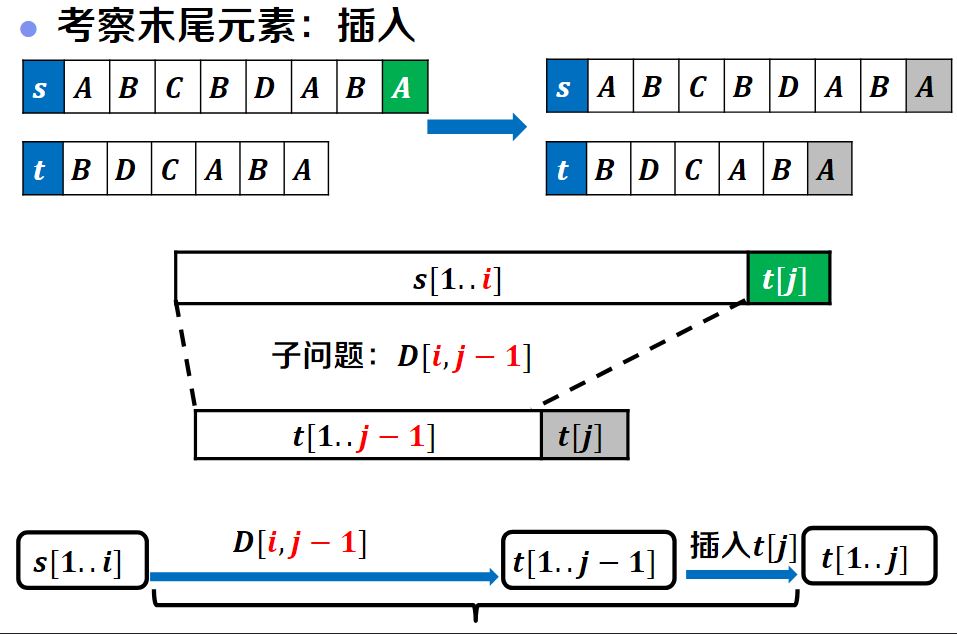 考察末尾元素：插入
s A B C B D A B A
s A B C B D A B A
t B D C A B A
t B D C A B A
s[1..i] t[j]
子问题：D[i,j − 1]
t[1..j − 1] t[j]
D[i,j − 1]
插入t[j]
s[1..i]
t[1..j − 1]
t[1..j]